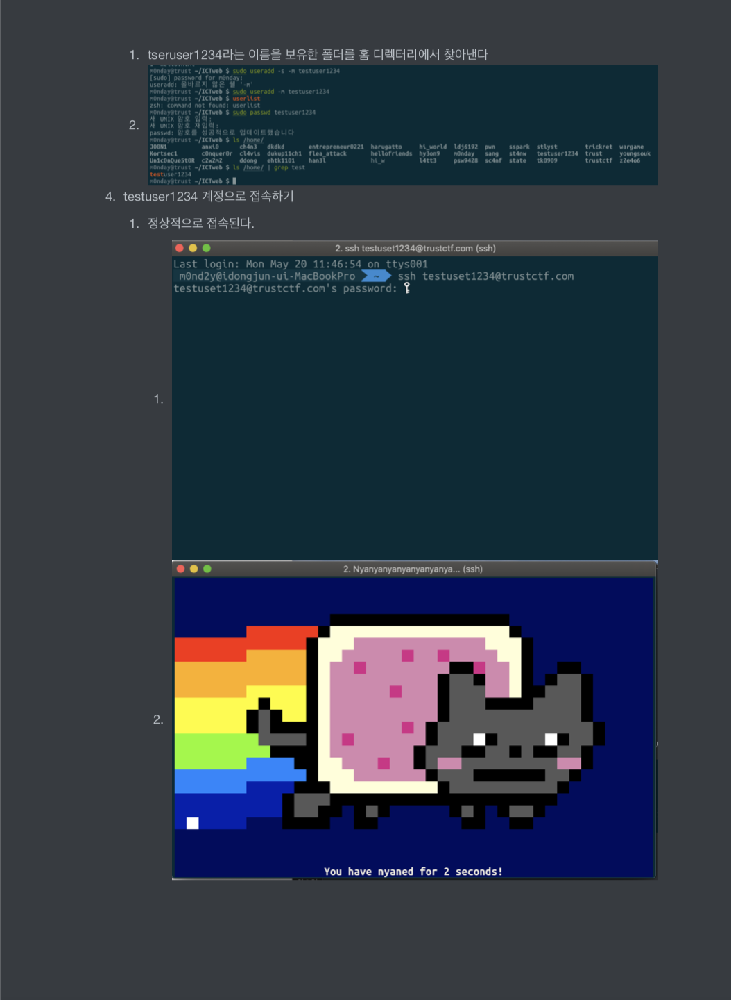 1. tseruser1234라는 이름을 보유한 폴더를 홈 디렉터리에서 찾아낸다
2.
m0nday@trust ~/ICTweb $ sudo useradd -s -m testuser1234
[sudo] password for m0nday:
useradd: 올바르지 않은 쉘 '-m'
m0nday@trust ~/ICTweb $ sudo useradd -m testuser1234
m0nday@trust ~/ICTweb $ userlist
zsh: command not found: userlist
m0nday@trust ~/ICTweb $ sudo passwd testuser1234
새 UNIX 암호 입력:
새 UNIX 암호 재입력:
passwd: 암호를 성공적으로 업데이트했습니다
m0nday@trust ~/ICTweb $ ls /home/
J00N1 anxi0 ch4n3 dkdkd entrepreneur0221 harugatto hi_world ldj6192 pwn sspark stlyst trickret wargame
Kortsec1 c0nquer0r cl4vis dukup11ch1 flea_attack hellofriends hy3on9 m0nday sang st4nw testuser1234 trust youngsouk
Un1c0nQue5t0R c2w2m2 ddong ehtk1101 han3l hi_w l4tt3 psw9428 sc4nf state tk0909 trustctf z2e4o6
m0nday@trust ~/ICTweb $ ls /home/ | grep test
testuser1234
m0nday@trust ~/ICTweb $
4. testuser1234 계정으로 접속하기
1. 정상적으로 접속된다.
1.
2. ssh testuset1234@trustctf.com (ssh)
Last login: Mon May 20 11:46:54 on ttys001
m0nd2y@idongjun-ui-MacBookPro ~ ssh testuset1234@trustctf.com
testuset1234@trustctf.com's password:
2.
2. Nyanyanyanyanyanyanya... (ssh)
You have nyaned for 2 seconds!